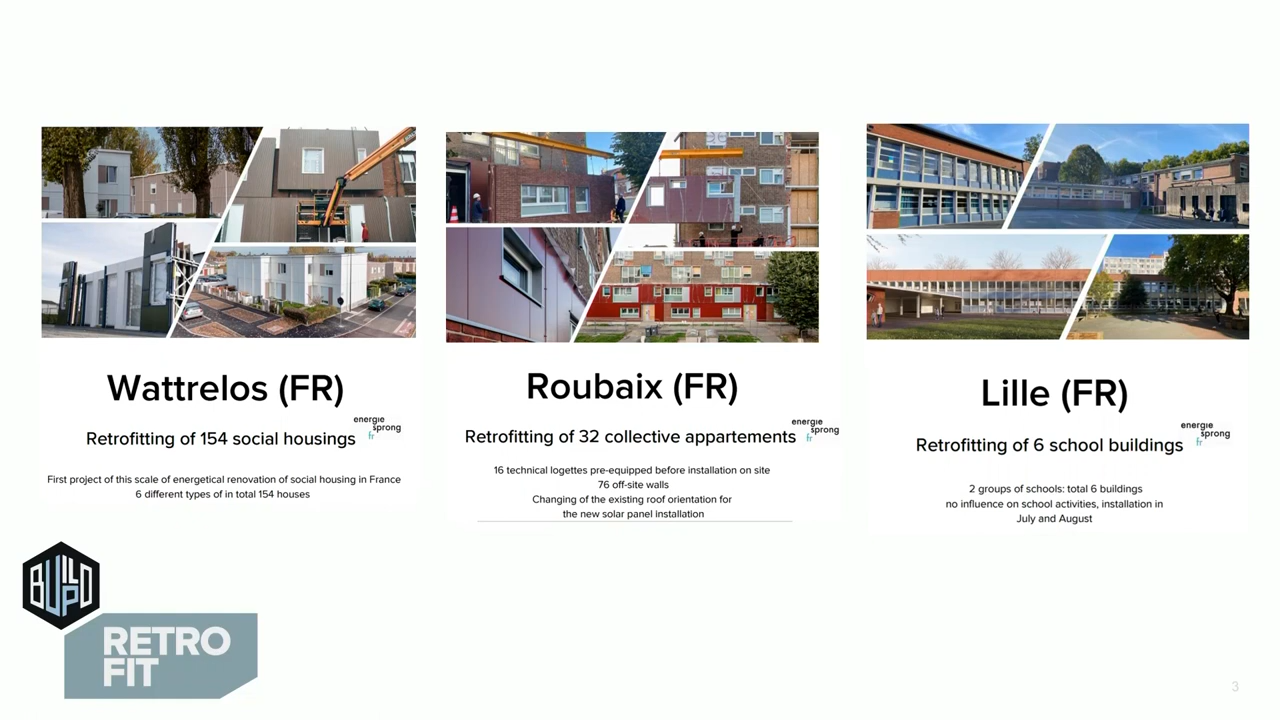 Wattrelos (FR)
energie
sprong
fr
Retrofitting of 154 social housings
First project of this scale of energetical renovation of social housing in France
6 different types of in total 154 houses
Roubaix (FR)
energie
sprong
fr
Retrofitting of 32 collective appartements
16 technical logettes pre-equipped before installation on site
76 off-site walls
Changing of the existing roof orientation for
the new solar panel installation
Lille (FR)
energie
sprong
fr
Retrofitting of 6 school buildings
2 groups of schools: total 6 buildings
no influence on school activities, installation in
July and August
BUILDUP
RETRO
FIT
3